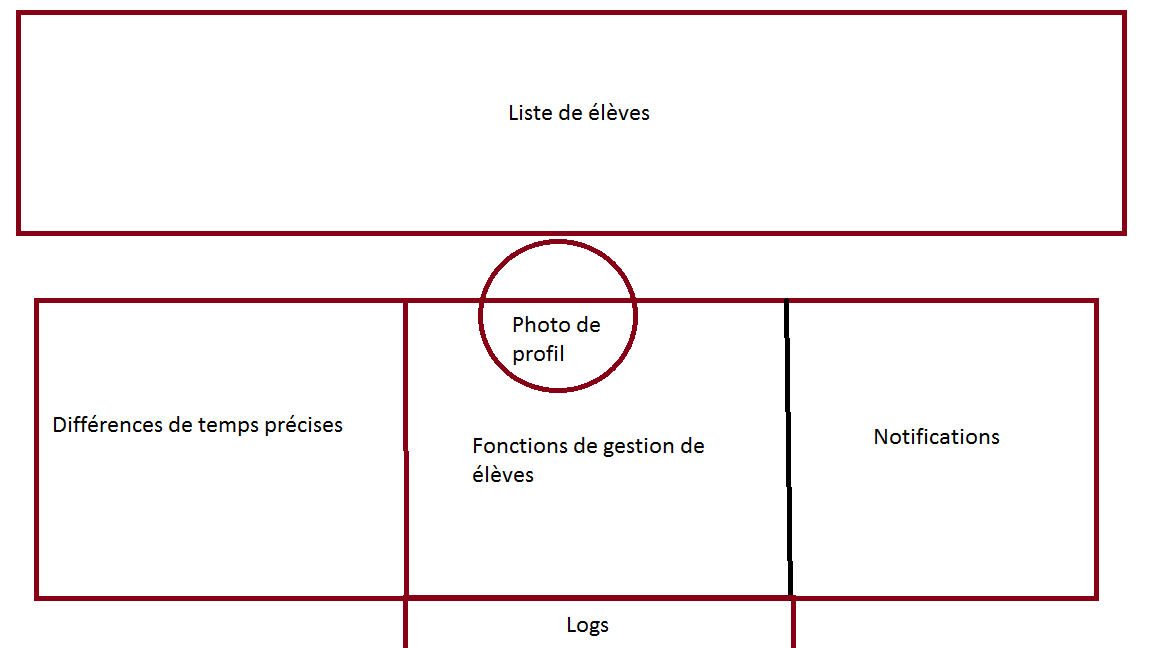 Liste de élèves
Photo de
profil
Différences de temps précises
Fonctions de gestion de
élèves
Notifications
Logs